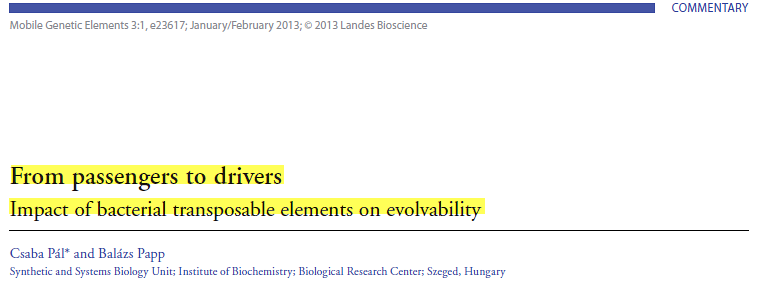 COMMENTARY
Mobile Genetic Elements 3:1, e23617; January/February 2013; © 2013 Landes Bioscience
From passengers to drivers
Impact of bacterial transposable elements on evolvability
Csaba Pál* and Balázs Papp
Synthetic and Systems Biology Unit; Institute of Biochemistry; Biological Research Center; Szeged, Hungary